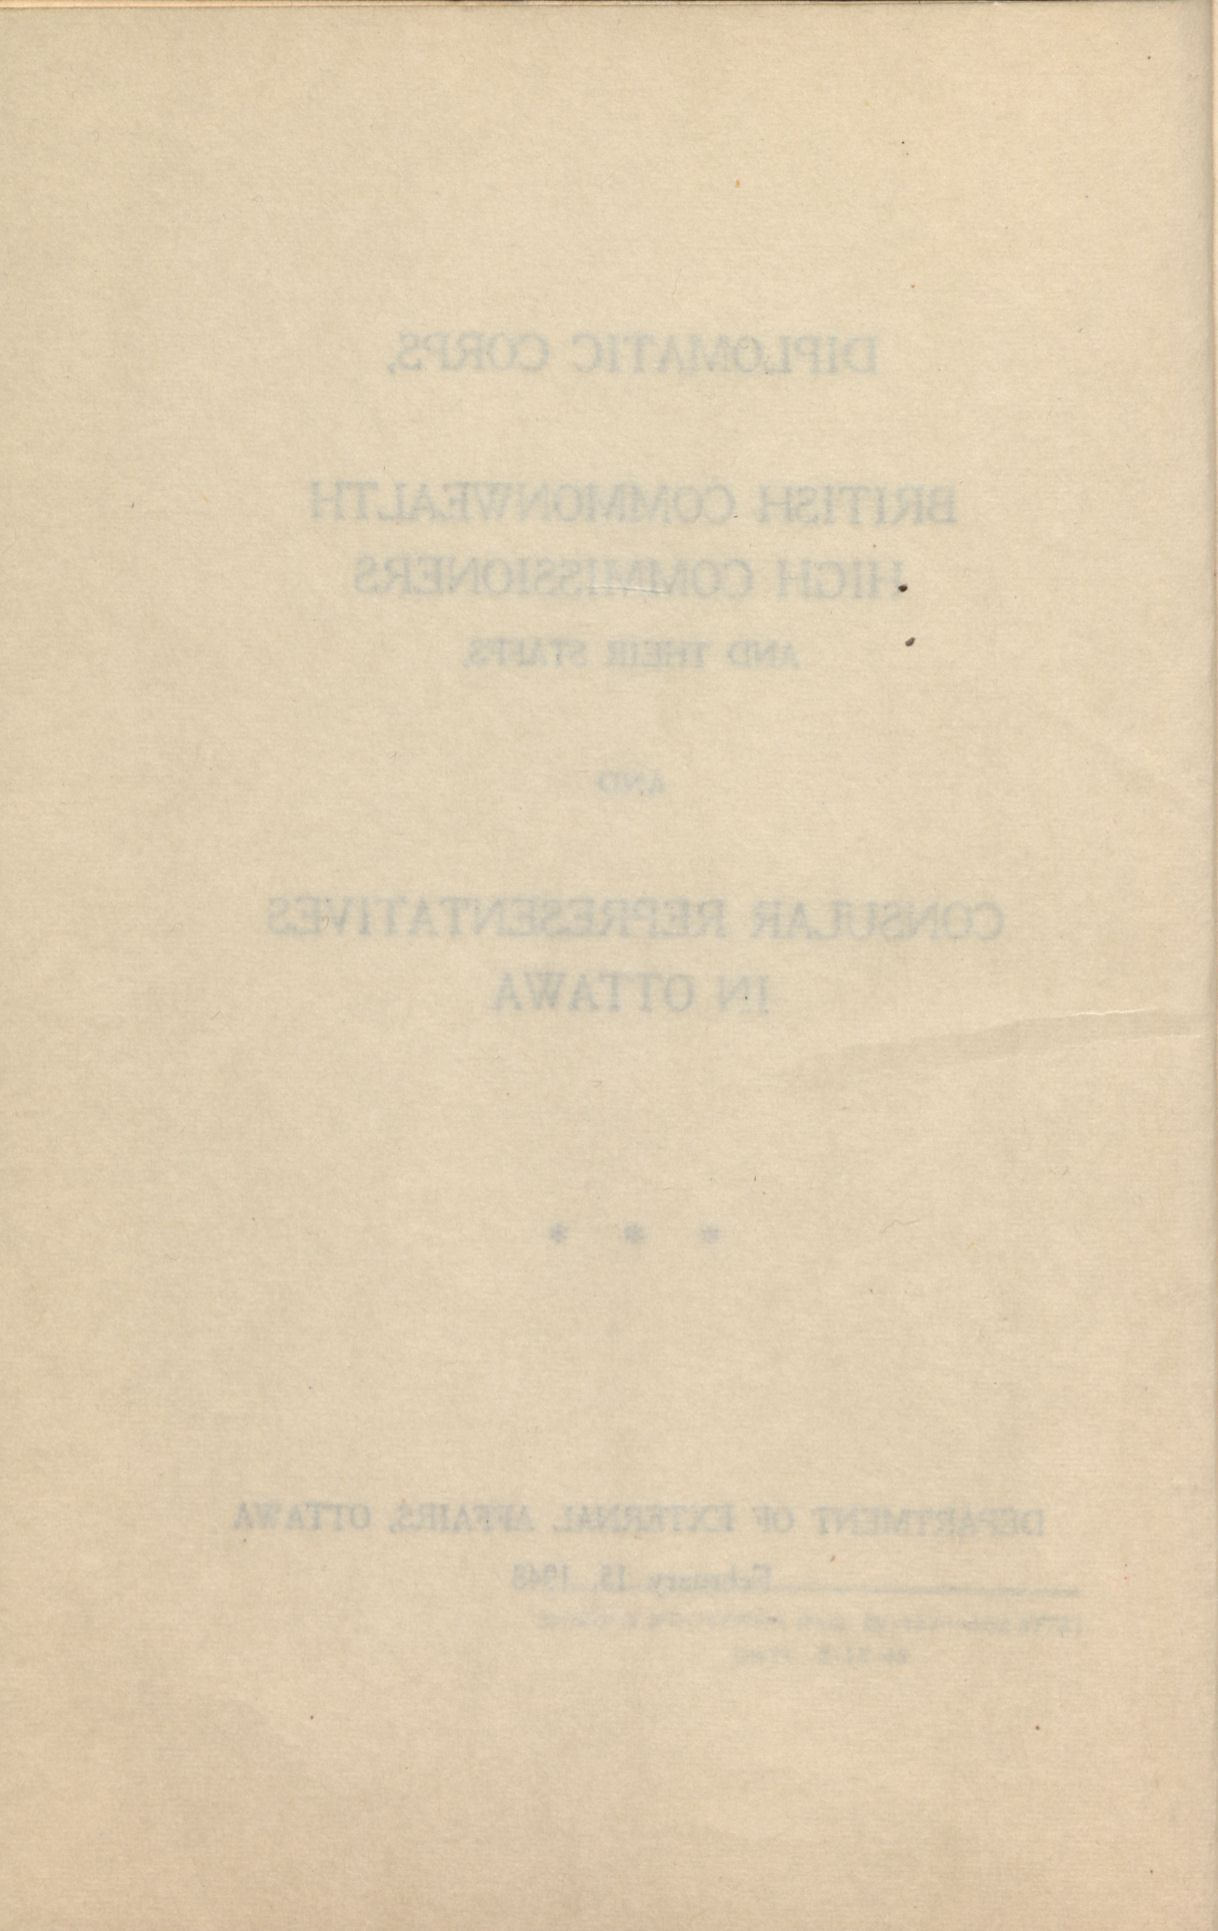 DIPLOMATIC CORPS,
BRITISH COMMONWEALTH
HIGH COMMISSIONERS
AND THEIR STAFFS,
AND
CONSULAR REPRESENTATIVES
IN OTTAWA
* * *
DEPARTMENT OF EXTERNAL AFFAIRS, OTTAWA
February 15, 1948